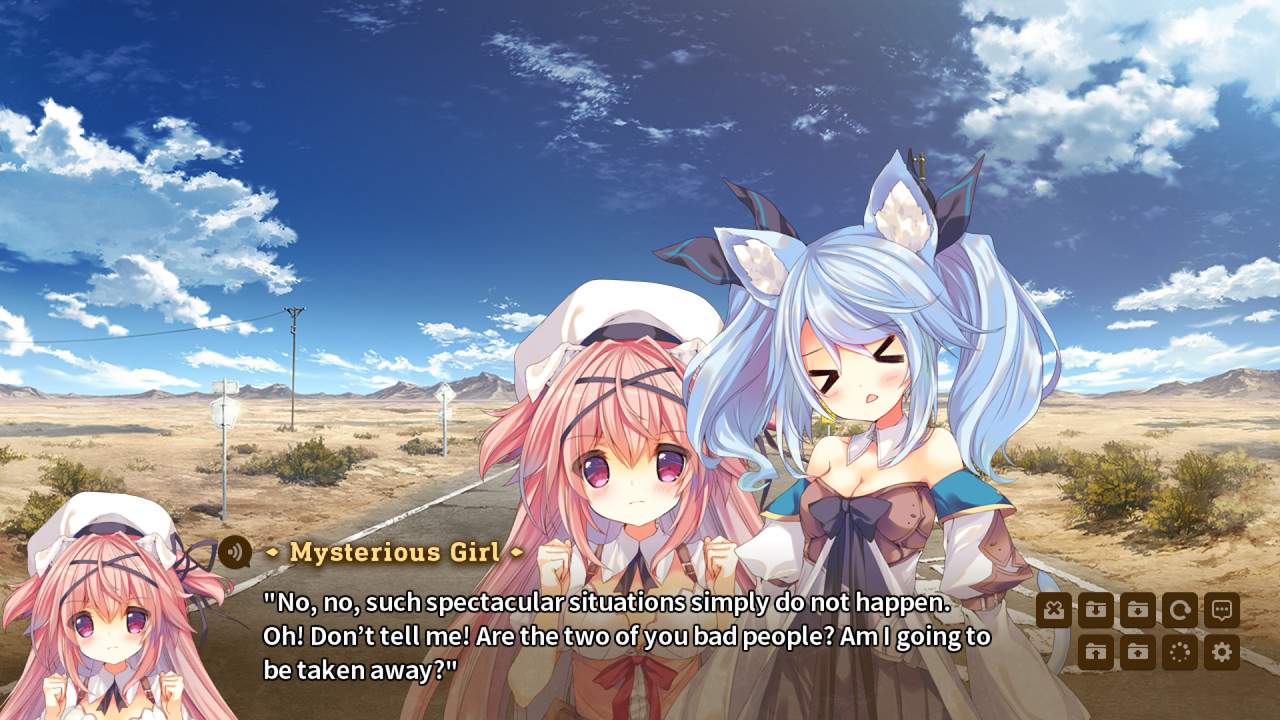 Mysterious Girl
"No, no, such spectacular situations simply do not happen.
Oh! Don’t tell me! Are the two of you bad people? Am I going to
be taken away?"